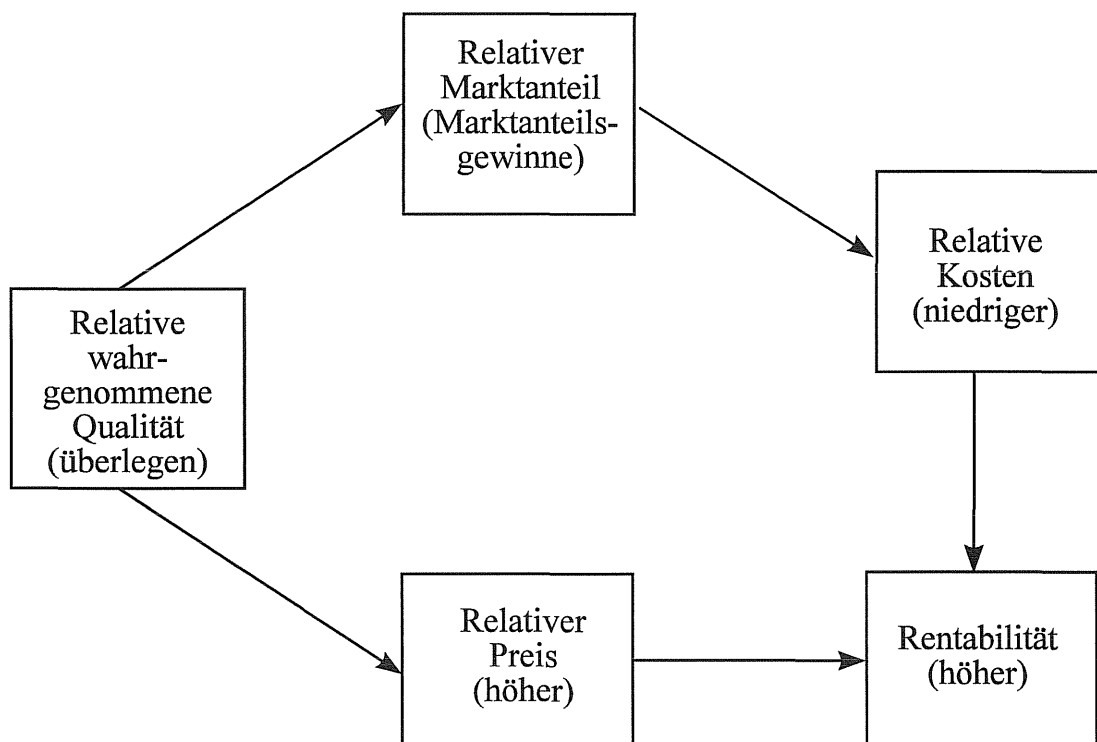 Relativer
Marktanteil
(Marktanteils-
gewinne)
Relative
Kosten
(niedriger)
Relative
wahr-
genommene
Qualität
(überlegen)
Relativer
Preis
(höher)
Rentabilität
(höher)